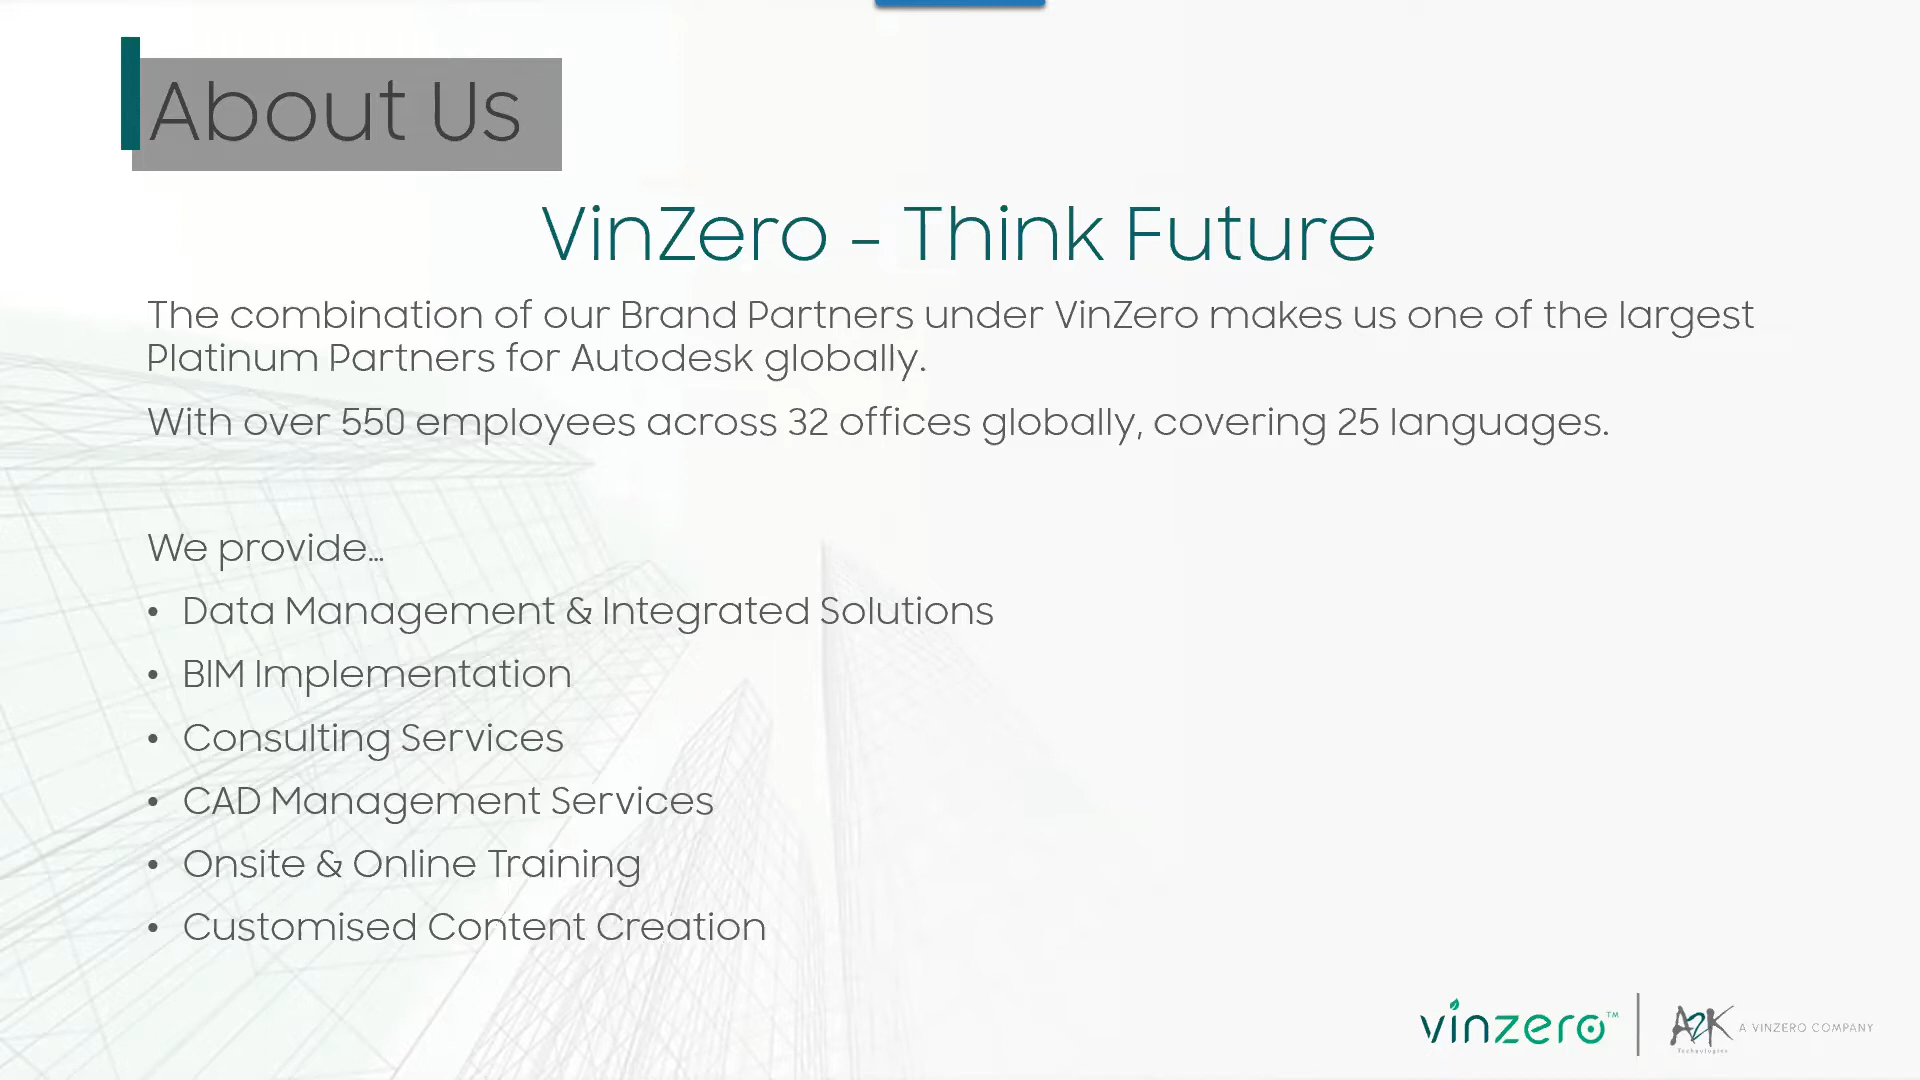 About Us
VinZero – Think Future
The combination of our Brand Partners under VinZero makes us one of the largest
Platinum Partners for Autodesk globally.
With over 550 employees across 32 offices globally, covering 25 languages.
We provide...
• Data Management & Integrated Solutions
• BIM Implementation
• Consulting Services
• CAD Management Services
• Onsite & Online Training
• Customised Content Creation
vinzero™
A2K
Technologies
A VINZERO COMPANY